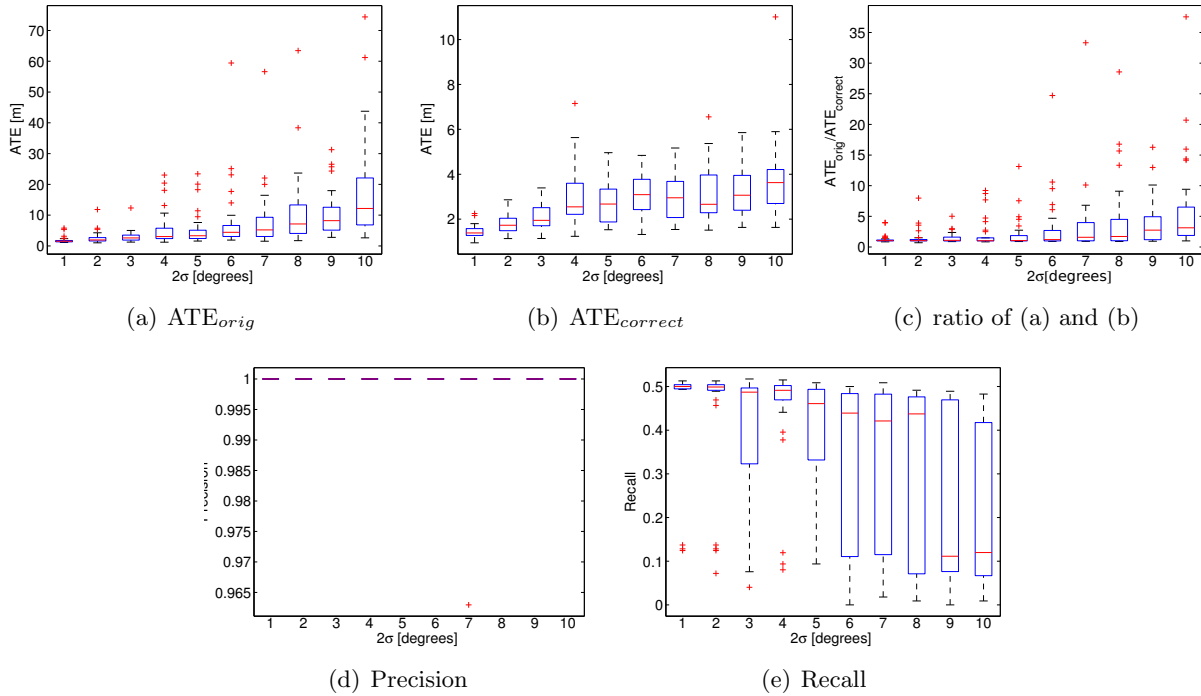 70
60
50
40
30
20
10
0
ATE [m]
1 2 3 4 5 6 7 8 9 10
2σ [degrees]
(a) ATE_orig
12
10
8
6
4
2
ATE [m]
1 2 3 4 5 6 7 8 9 10
2σ [degrees]
(b) ATE_correct
35
30
25
20
15
10
5
0
ATE_orig/ATE_correct
1 2 3 4 5 6 7 8 9 10
2σ[degrees]
(c) ratio of (a) and (b)
1
0.995
0.99
0.985
0.98
0.975
0.97
0.965
1 2 3 4 5 6 7 8 9 10
2σ [degrees]
(d) Precision
0.5
0.4
0.3
0.2
0.1
0
Recall
1 2 3 4 5 6 7 8 9 10
2σ [degrees]
(e) Recall